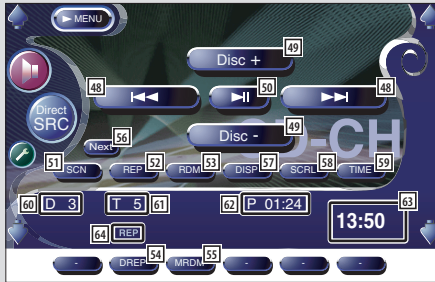 MENU
49
Disc +
48 50 48
Direct
SRC
56
Next
49
Disc -
CD-CH
51 52 53 57 58 59
SCN REP RDM DISP SCRL TIME
60 D 3 T 5 61 62 P 01:24 63
13:50
64 REP
54 55
- DREP MRDM - - -